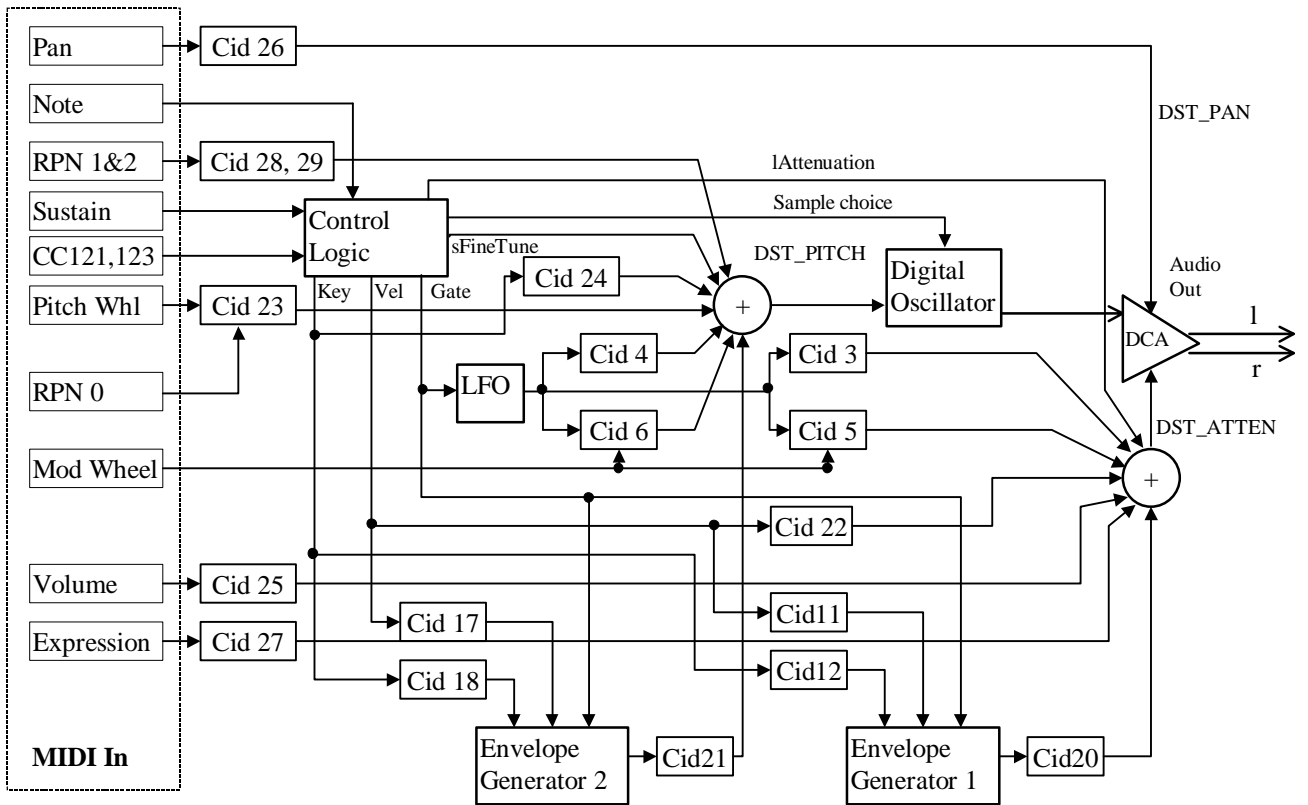 Pan
Cid 26
Note
DST_PAN
RPN 1&2
Cid 28, 29
lAttenuation
Sustain
Control
Logic
Sample choice
CC121,123
sFineTune
DST_PITCH
Cid 24
Digital
Oscillator
Audio
Out
Key
Vel
Gate
Pitch Whl
Cid 23
+
DCA
l
r
Cid 4
Cid 3
RPN 0
LFO
Cid 6
Cid 5
DST_ATTEN
Mod Wheel
+
Cid 22
Volume
Cid 25
Cid 17
Cid11
Expression
Cid 27
Cid 18
Cid12
MIDI In
Envelope
Generator 2
Cid21
Envelope
Generator 1
Cid20